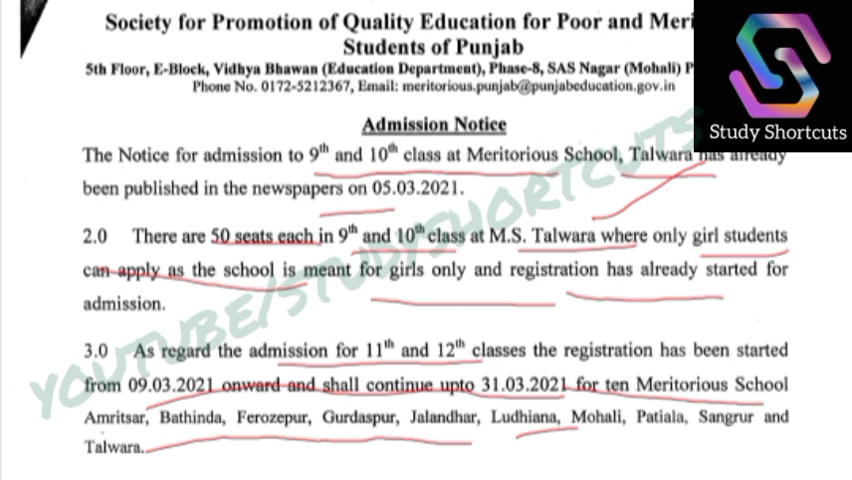 Society for Promotion of Quality Education for Poor and Meri
Students of Punjab
5th Floor, E-Block, Vidhya Bhawan (Education Department), Phase-8, SAS Nagar (Mohali) P
Phone No. 0172-5212367, Email: meritorious.punjab@punjabeducation.gov.in
Study Shortcuts
Admission Notice
The Notice for admission to 9th and 10th class at Meritorious School, Talwara has already
been published in the newspapers on 05.03.2021.
2.0 There are 50 seats each in 9th and 10th class at M.S. Talwara where only girl students
can apply as the school is meant for girls only and registration has already started for
admission.
3.0 As regard the admission for 11th and 12th classes the registration has been started
from 09.03.2021 onward and shall continue upto 31.03.2021 for ten Meritorious School
Amritsar, Bathinda, Ferozepur, Gurdaspur, Jalandhar, Ludhiana, Mohali, Patiala, Sangrur and
Talwara.
YOUTUBE/STUDYSHORTCUTS